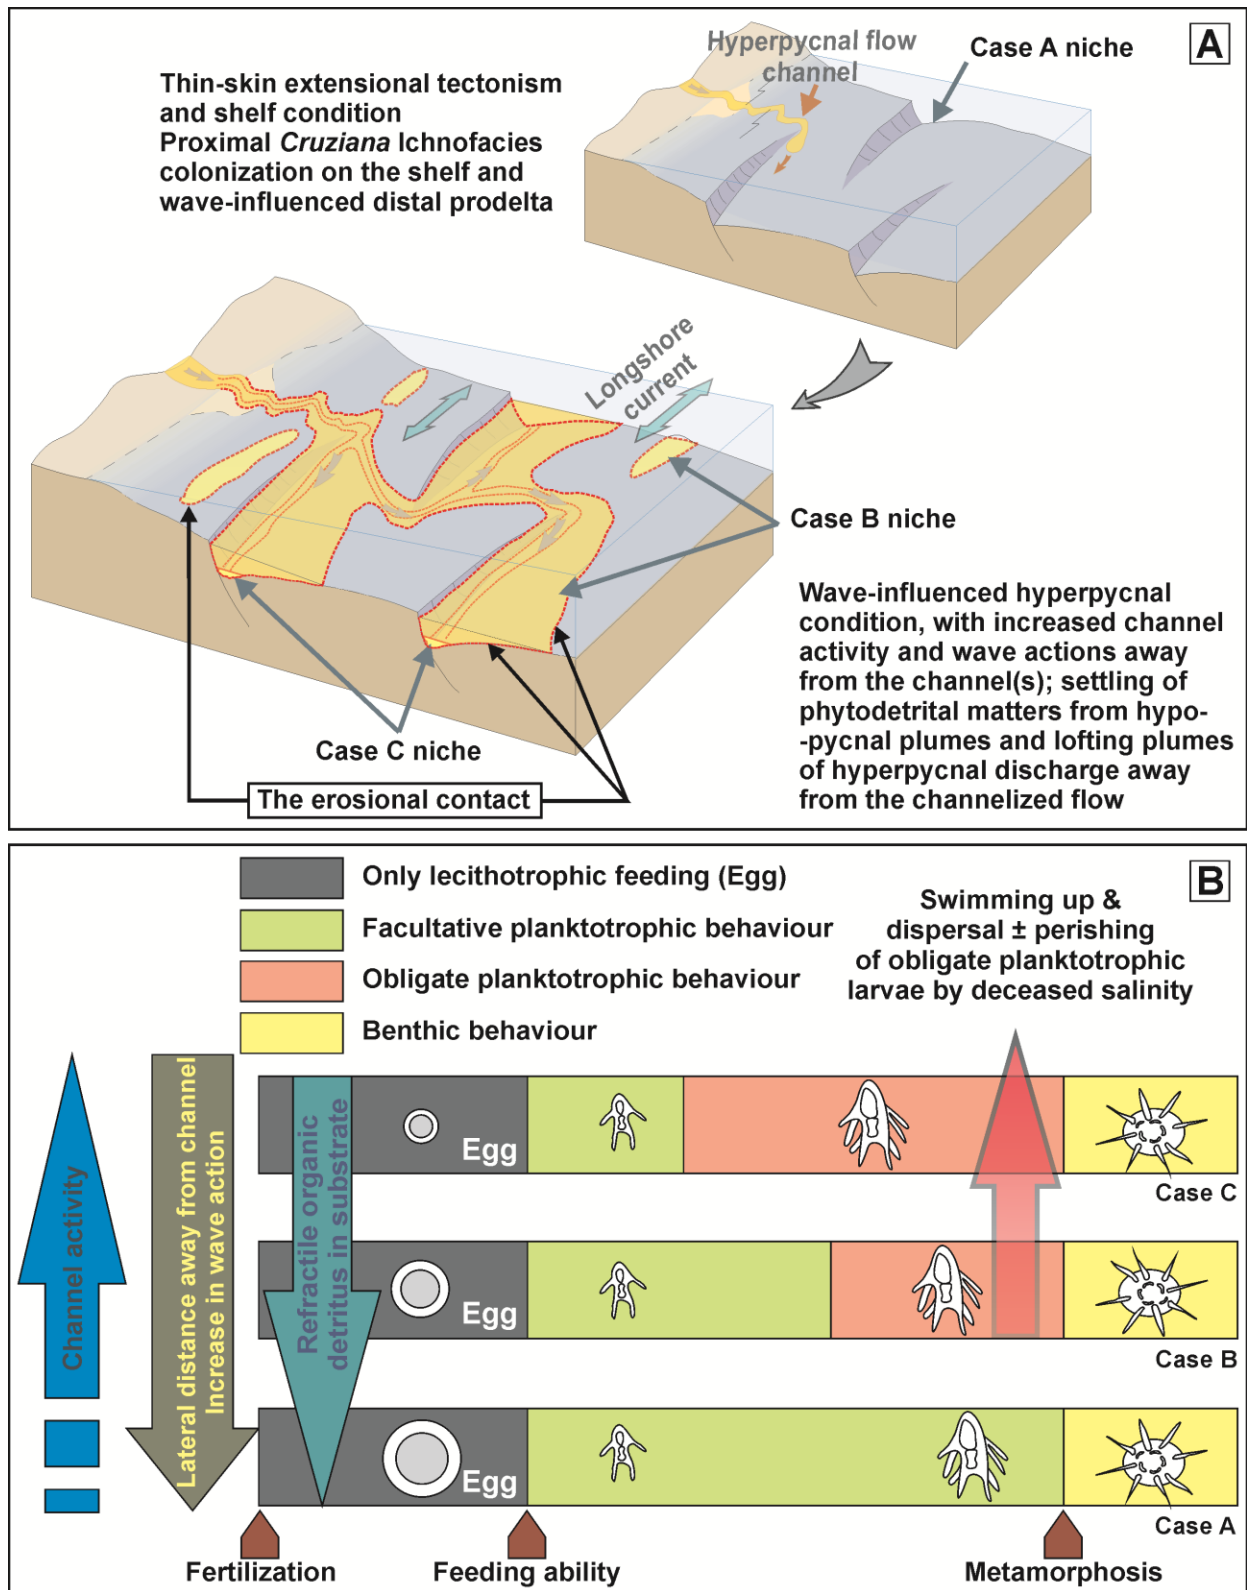 A
Hyperpycnal flow
channel
Case A niche
Thin-skin extensional tectonism
and shelf condition
Proximal Cruziana Ichnofacies
colonization on the shelf and
wave-influenced distal prodelta
Longshore
current
Case B niche
Wave-influenced hyperpycnal
condition, with increased channel
activity and wave actions away
from the channel(s); settling of
phytodetrital matters from hypo-
-pycnal plumes and lofting plumes
of hyperpycnal discharge away
from the channelized flow
Case C niche
The erosional contact
B
Only lecithotrophic feeding (Egg)
Facultative planktotrophic behaviour
Obligate planktotrophic behaviour
Benthic behaviour
Swimming up &
dispersal ± perishing
of obligate planktotrophic
larvae by deceased salinity
Channel activity
Lateral distance away from channel
Increase in wave action
Refractile organic
detritus in substrate
Egg
Case C
Egg
Case B
Egg
Case A
Fertilization
Feeding ability
Metamorphosis